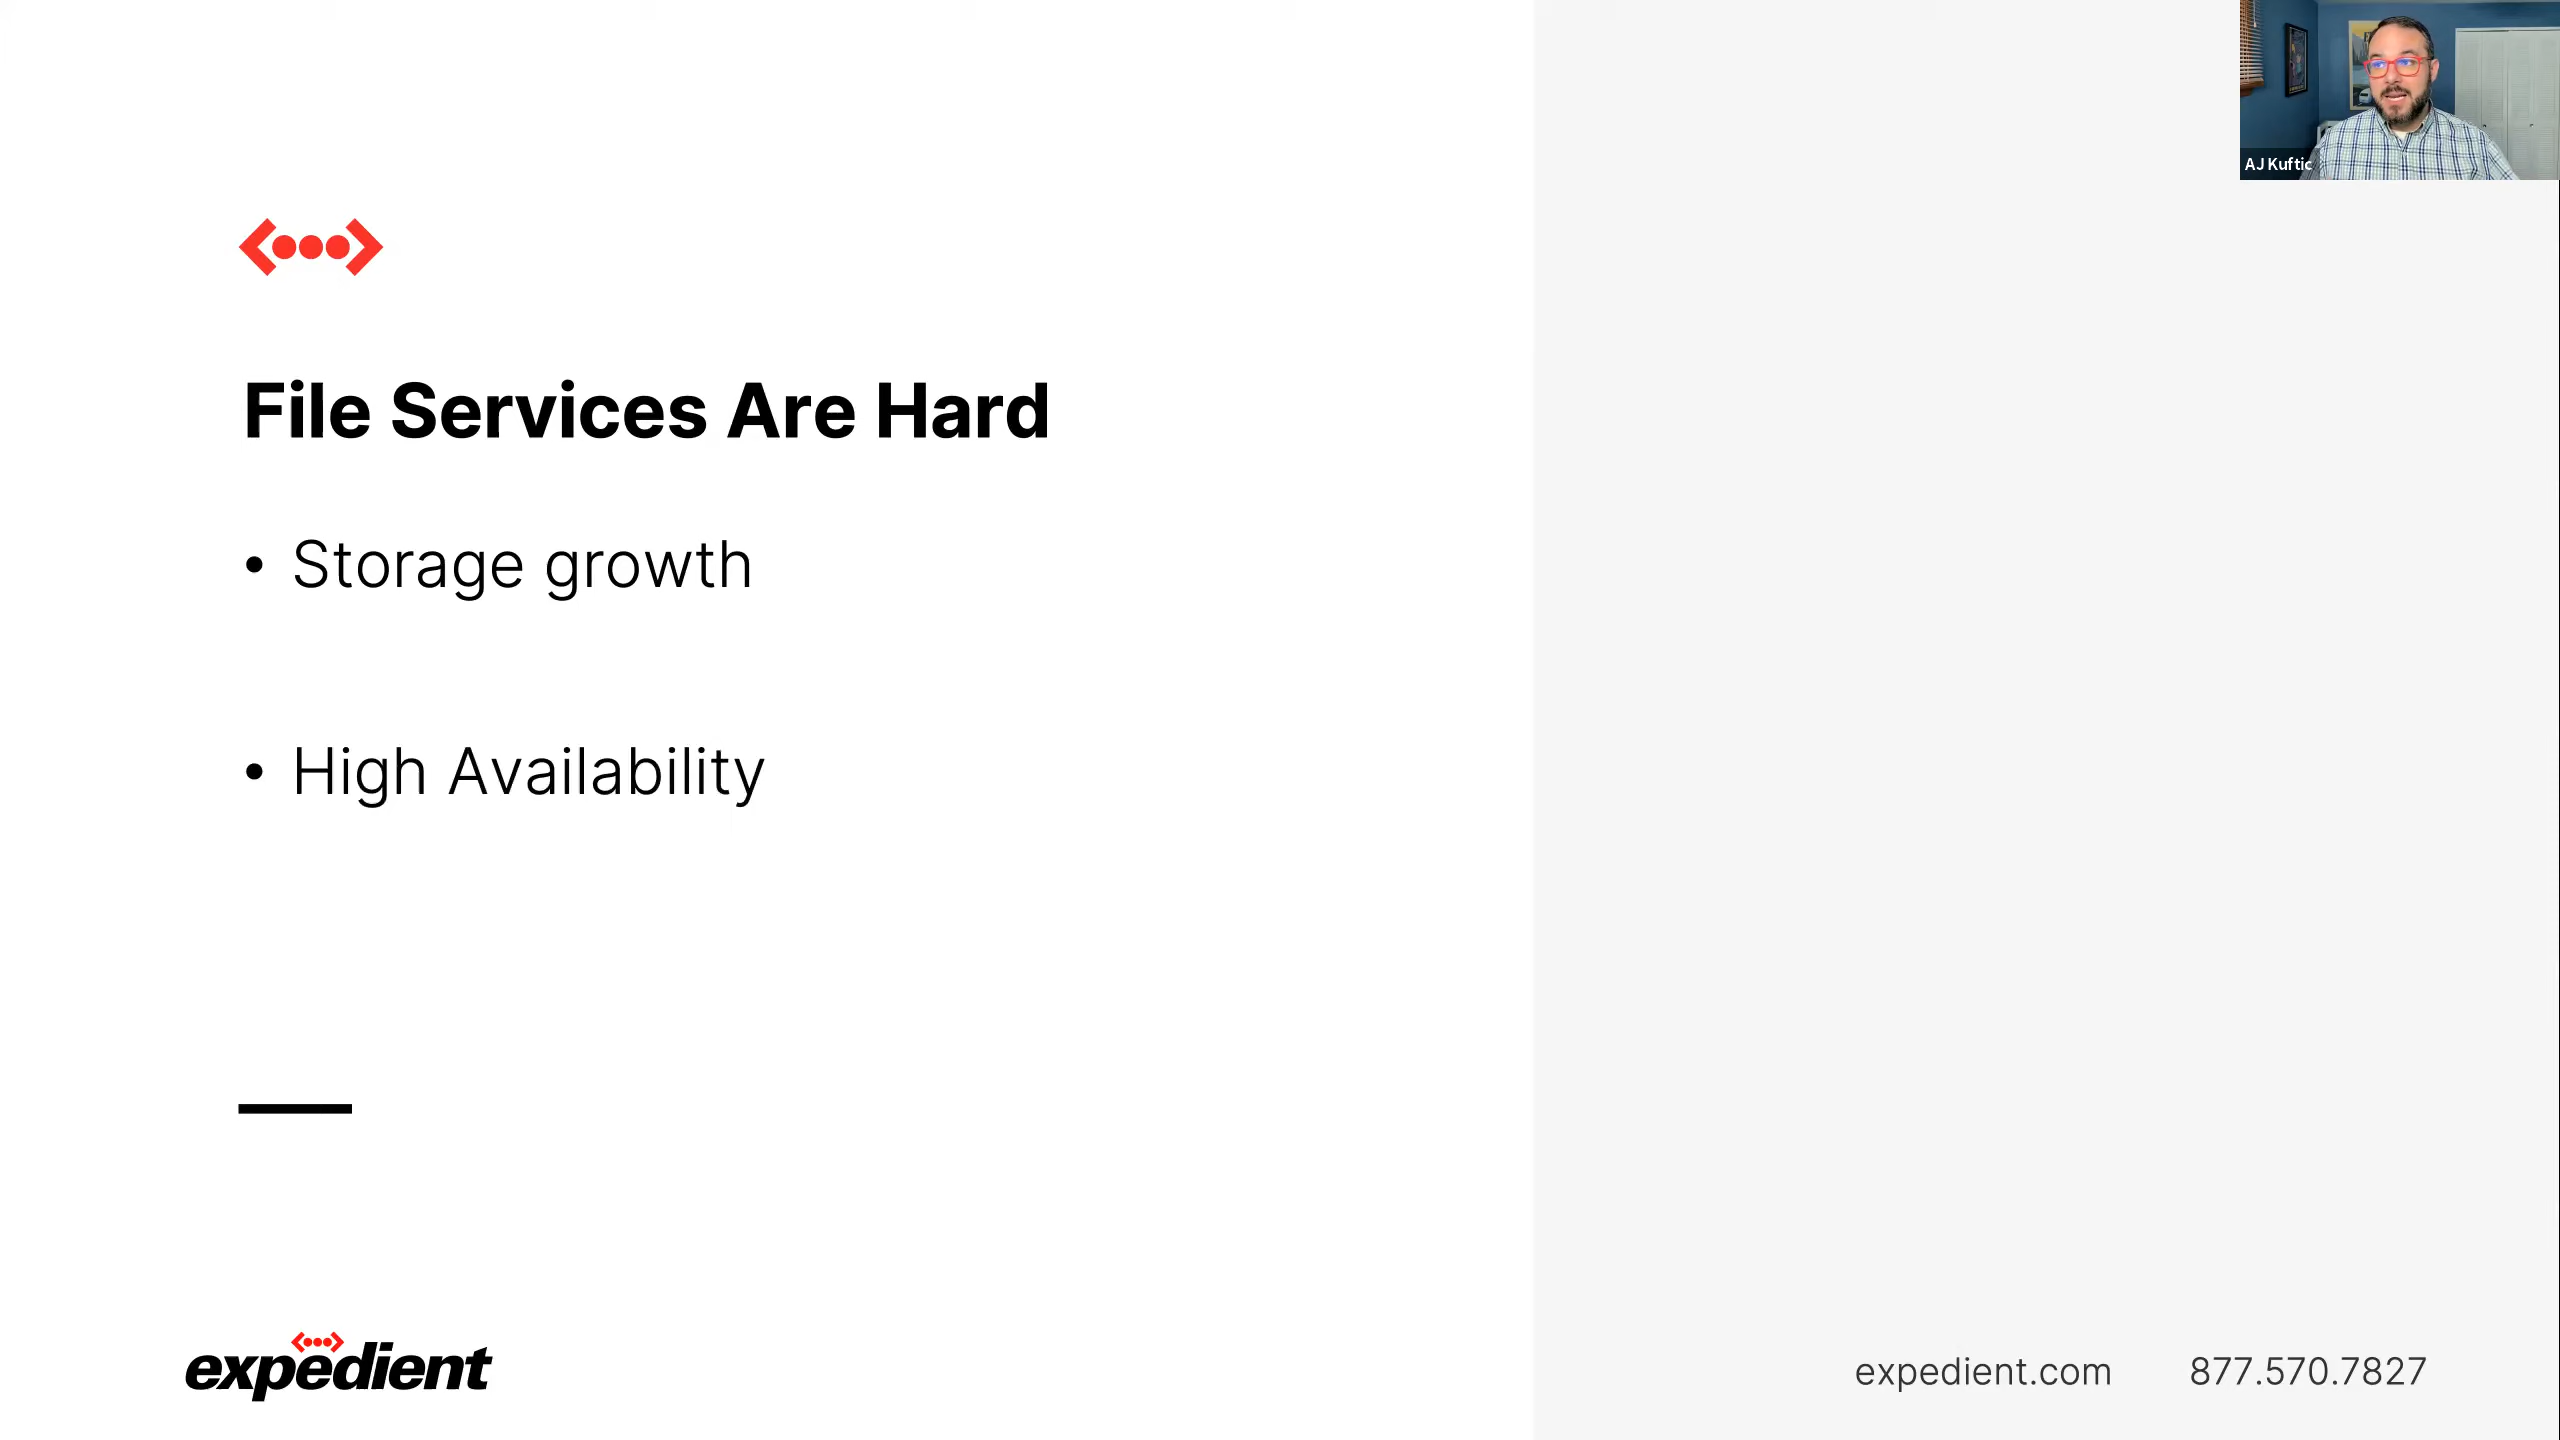 AJ Kuftic
File Services Are Hard
• Storage growth
• High Availability
expedient
expedient.com 877.570.7827